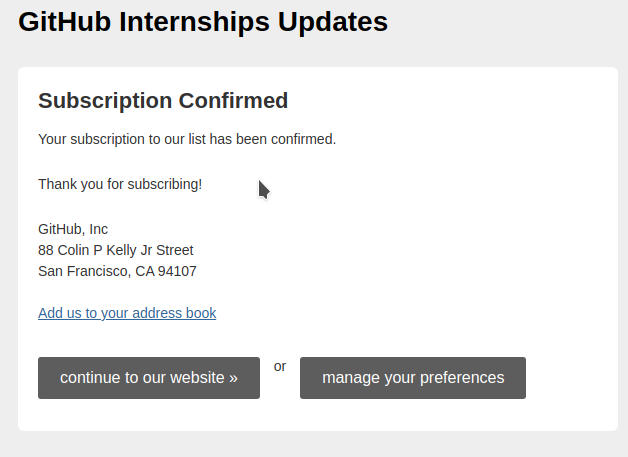 GitHub Internships Updates
Subscription Confirmed
Your subscription to our list has been confirmed.
Thank you for subscribing!
GitHub, Inc
88 Colin P Kelly Jr Street
San Francisco, CA 94107
Add us to your address book
continue to our website »
or
manage your preferences